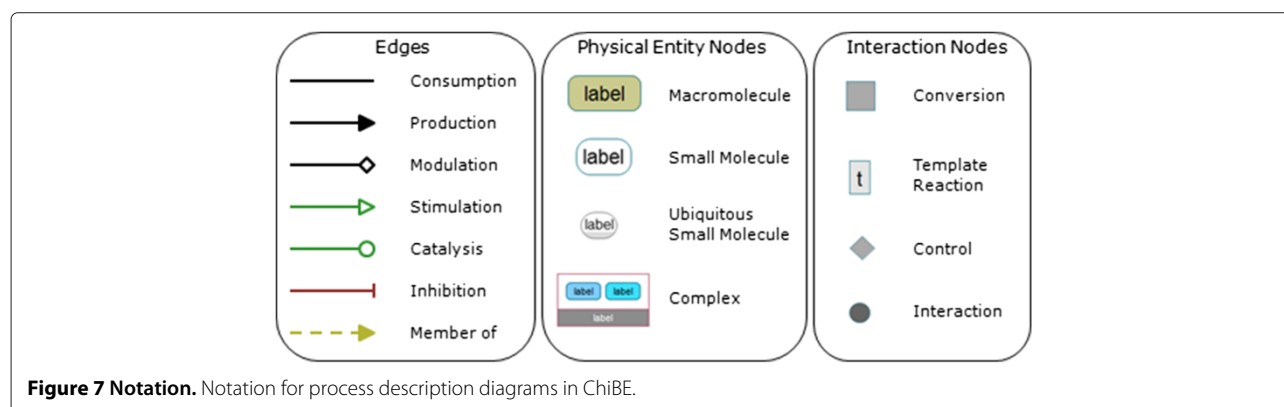 Edges
Consumption
Production
Modulation
Stimulation
Catalysis
Inhibition
Member of
Physical Entity Nodes
label
Macromolecule
label
Small Molecule
label
Ubiquitous
Small Molecule
label label
label
Complex
Interaction Nodes
Conversion
t
Template
Reaction
Control
Interaction
Figure 7 Notation. Notation for process description diagrams in ChiBE.